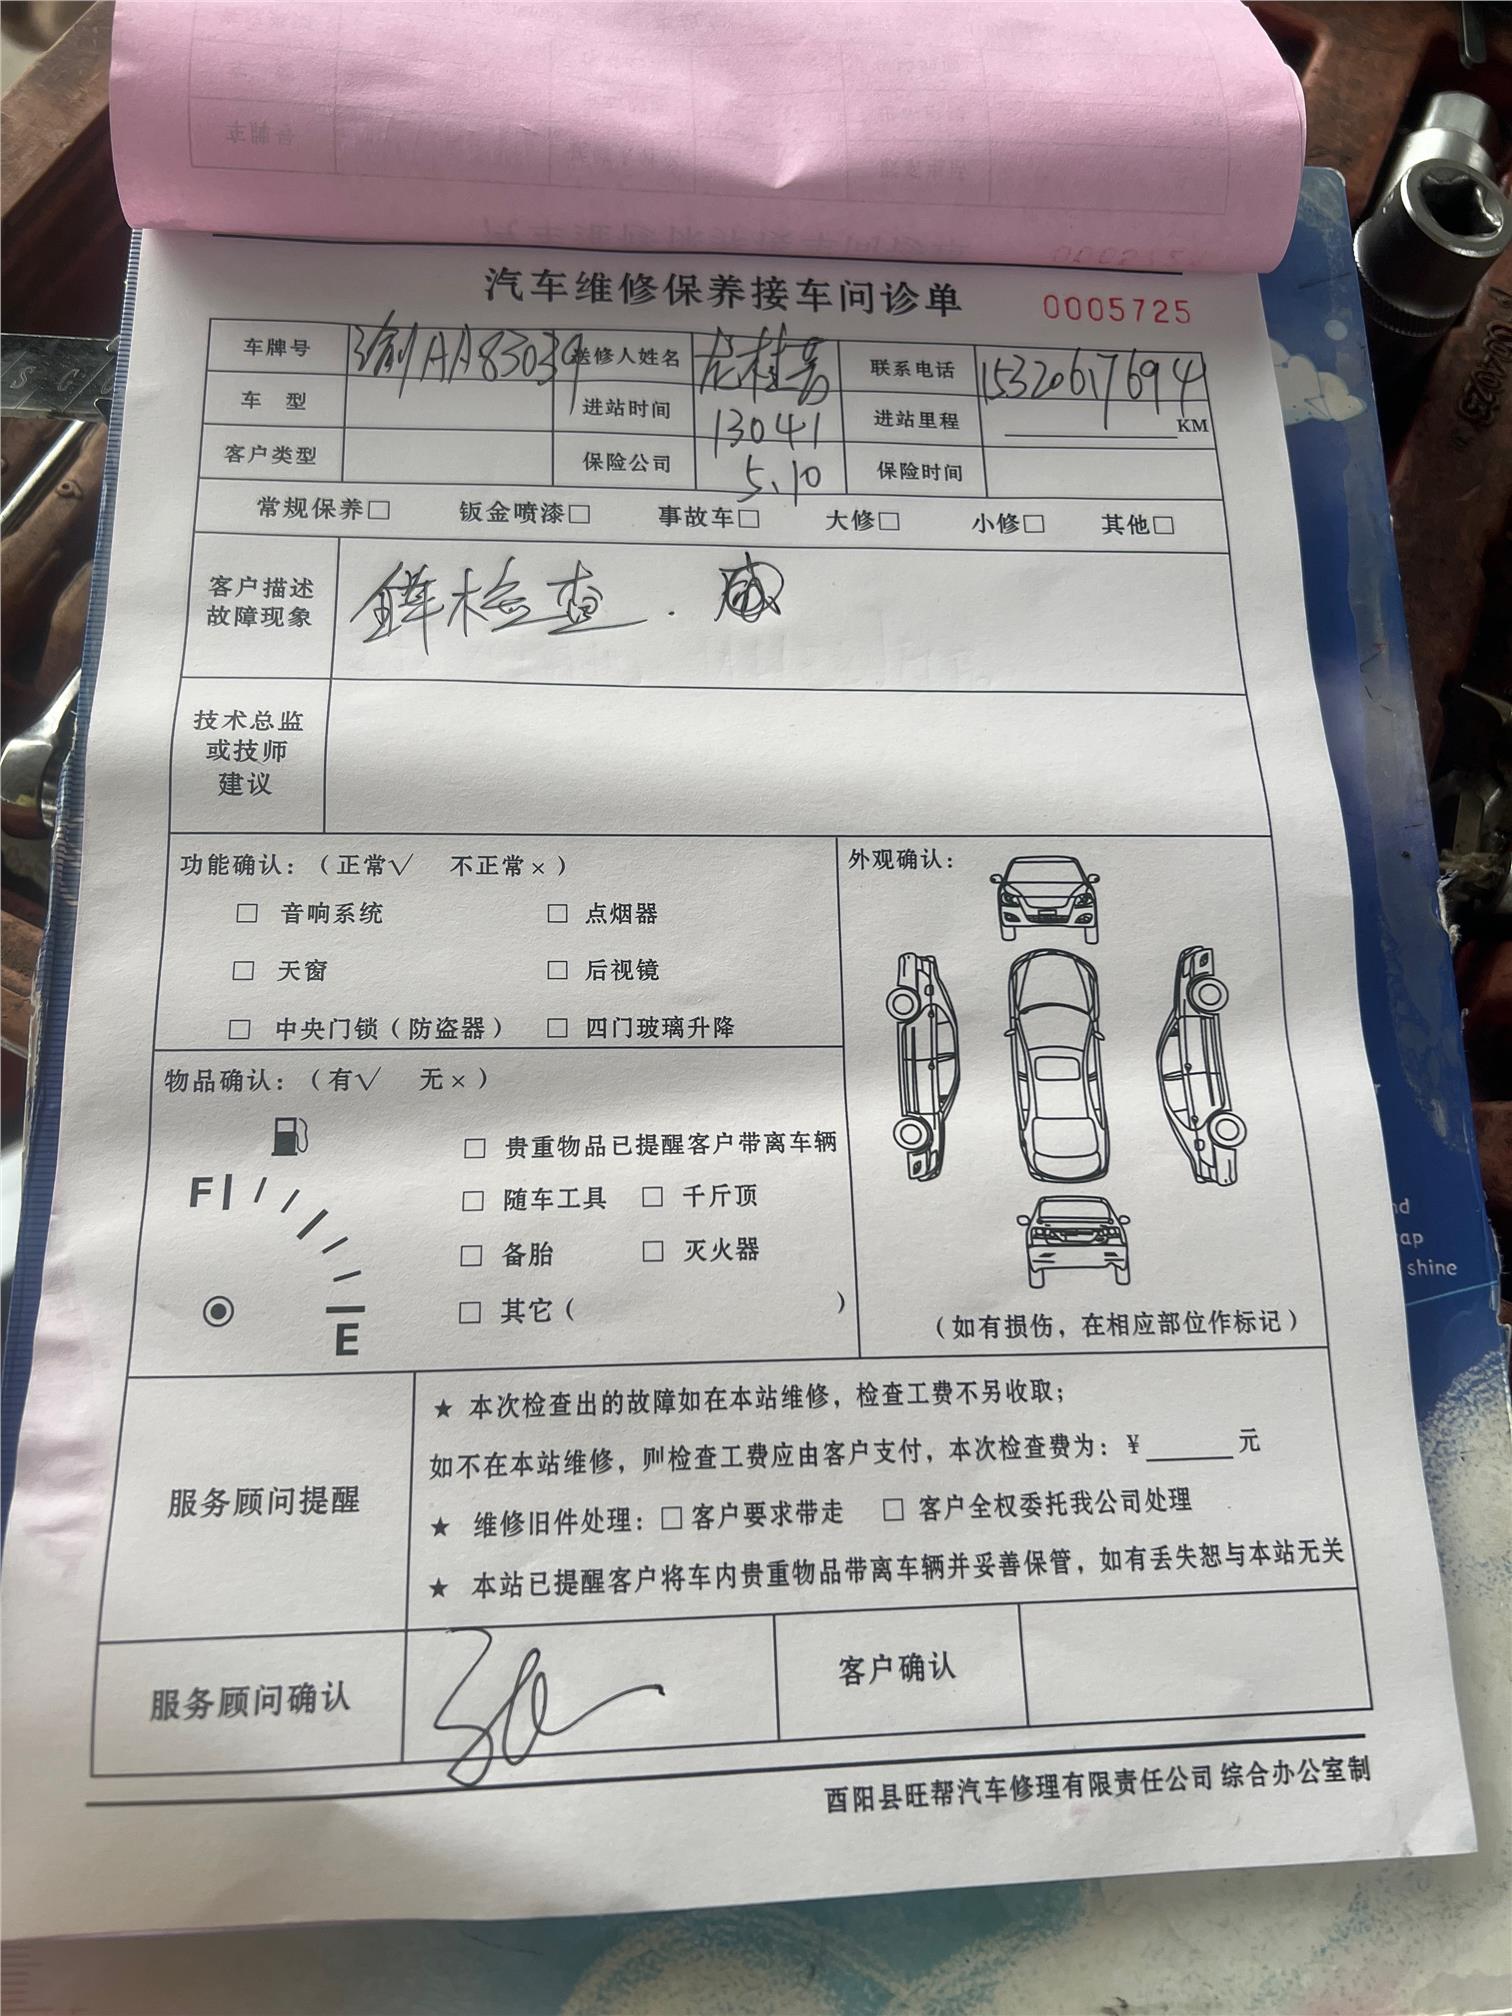 汽车维修保养接车问诊单 0005725
车牌号 渝AA83039 送修人姓名 联系电话 15320617694
车 型 进站时间 13041 进站里程 KM
客户类型 保险公司 5.10 保险时间
常规保养□ 钣金喷漆□ 事故车□ 大修□ 小修□ 其他□
客户描述
故障现象
检查.
技术总监
或技师
建议
功能确认:(正常√ 不正常×)
□ 音响系统 □ 点烟器
□ 天窗 □ 后视镜
□ 中央门锁(防盗器) □ 四门玻璃升降
外观确认:
(如有损伤,在相应部位作标记)
物品确认:(有√ 无×)
F
E
□ 贵重物品已提醒客户带离车辆
□ 随车工具 □ 千斤顶
□ 备胎 □ 灭火器
□ 其它( )
服务顾问提醒
★ 本次检查出的故障如在本站维修,检查工费不另收取;
如不在本站维修,则检查工费应由客户支付,本次检查费为:¥______元
★ 维修旧件处理:□客户要求带走 □ 客户全权委托我公司处理
★ 本站已提醒客户将车内贵重物品带离车辆并妥善保管,如有丢失恕与本站无关
服务顾问确认 客户确认
酉阳县旺帮汽车修理有限责任公司 综合办公室制
shine